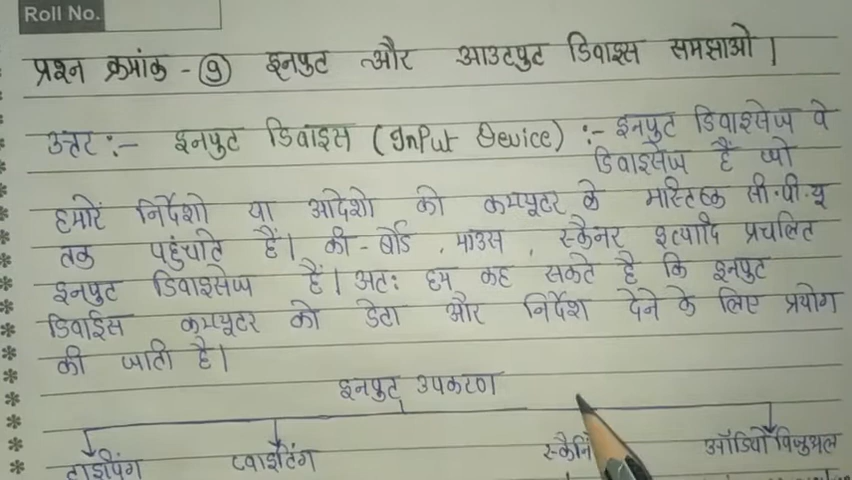 Roll No.
प्रश्न क्रमांक - ⑨ इनपुट और आउटपुट डिवाइस समझाओ |
उत्तर :- इनपुट डिवाइस (InPut Device) :- इनपुट डिवाइसेज वे
डिवाइसेज हैं जो
हमारें निर्देशो या आदेशो को कम्प्यूटर के मस्तिष्क सी.पी.यू
तक पहुंचाते हैं। की-बोर्ड , माउस , स्कैनर इत्यादि प्रचलित
इनपुट डिवाइसेज हैं। अतः हम कह सकते है कि इनपुट
डिवाईस कम्प्यूटर को डेटा और निर्देश देने के लिए प्रयोग
की जाती है।
इनपुट उपकरण
टाइपिंग प्वाइटिंग ऑडियो विजुअल